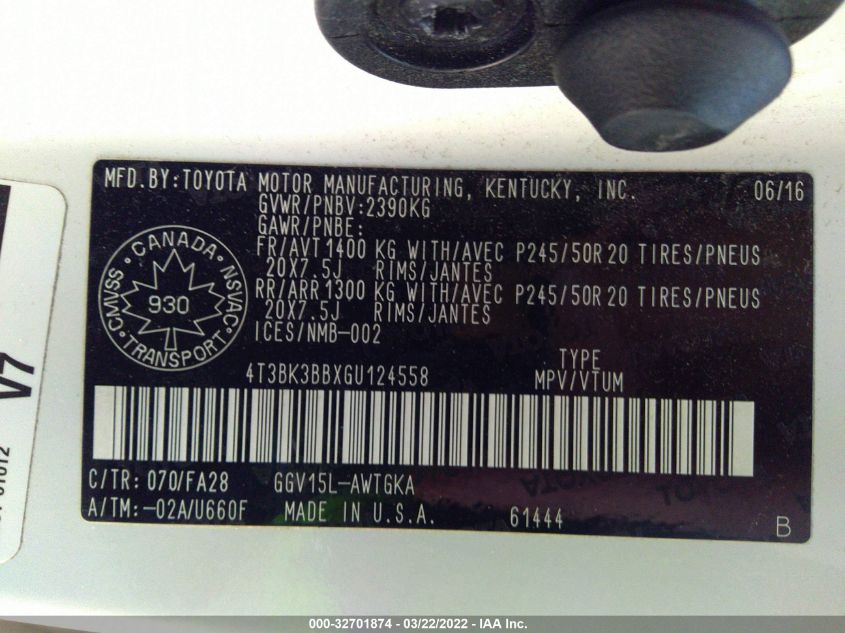 MFD.BY:TOYOTA MOTOR MANUFACTURING, KENTUCKY, INC. 06/16
GVWR/PNBV:2390KG
GAWR/PNBE:
FR/AVT 1400 KG WITH/AVEC P245/50R20 TIRES/PNEUS
20X7.5J RIMS/JANTES
RR/ARR 1300 KG WITH/AVEC P245/50R20 TIRES/PNEUS
20X7.5J RIMS/JANTES
ICES/NMB-002
CANADA
CMVSS NSVAC
930
TRANSPORT
4T3BK3BBXGU124558
TYPE
MPV/VTUM
C/TR: 070/FA28 GGV15L-AWTGKA
A/TM:-02A/U660F MADE IN U.S.A. 61444 B
V7
000-32701874 - 03/22/2022 - IAA Inc.